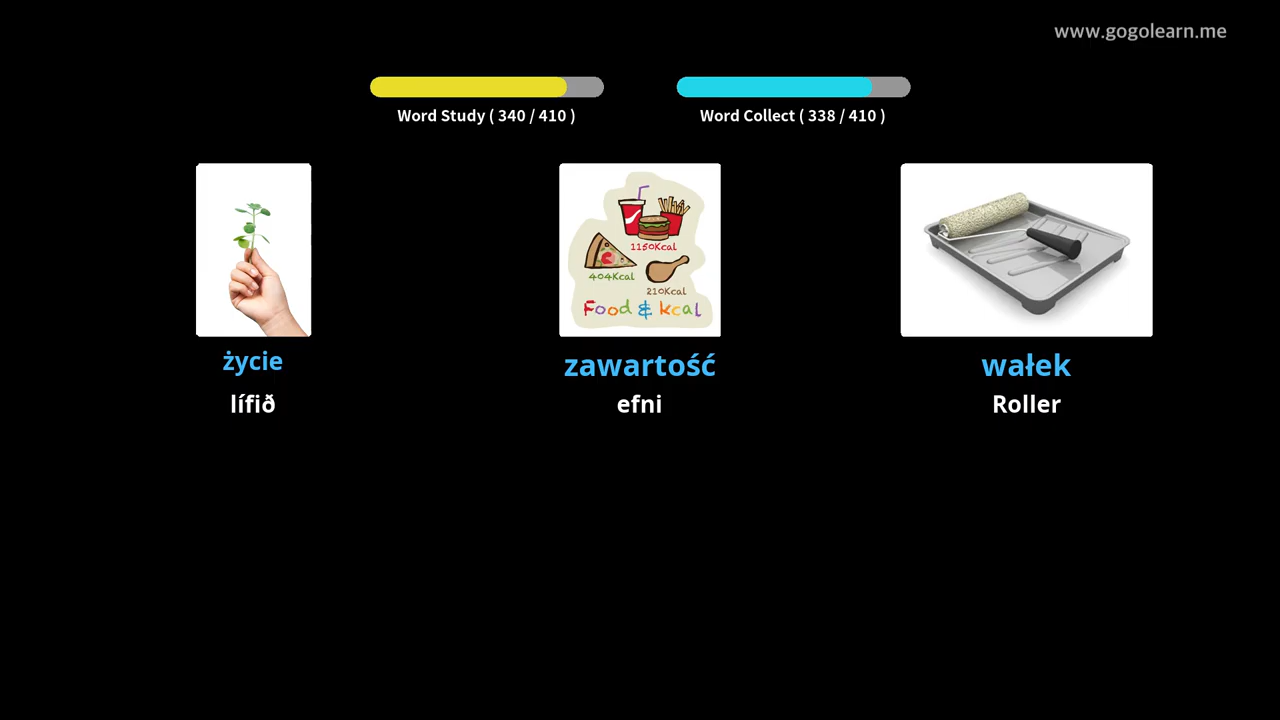 www.gogolearn.me
Word Study ( 340 / 410 )
Word Collect ( 338 / 410 )
1150Kcal
404Kcal
210Kcal
Food & kcal
życie
zawartość
wałek
lífið
efni
Roller